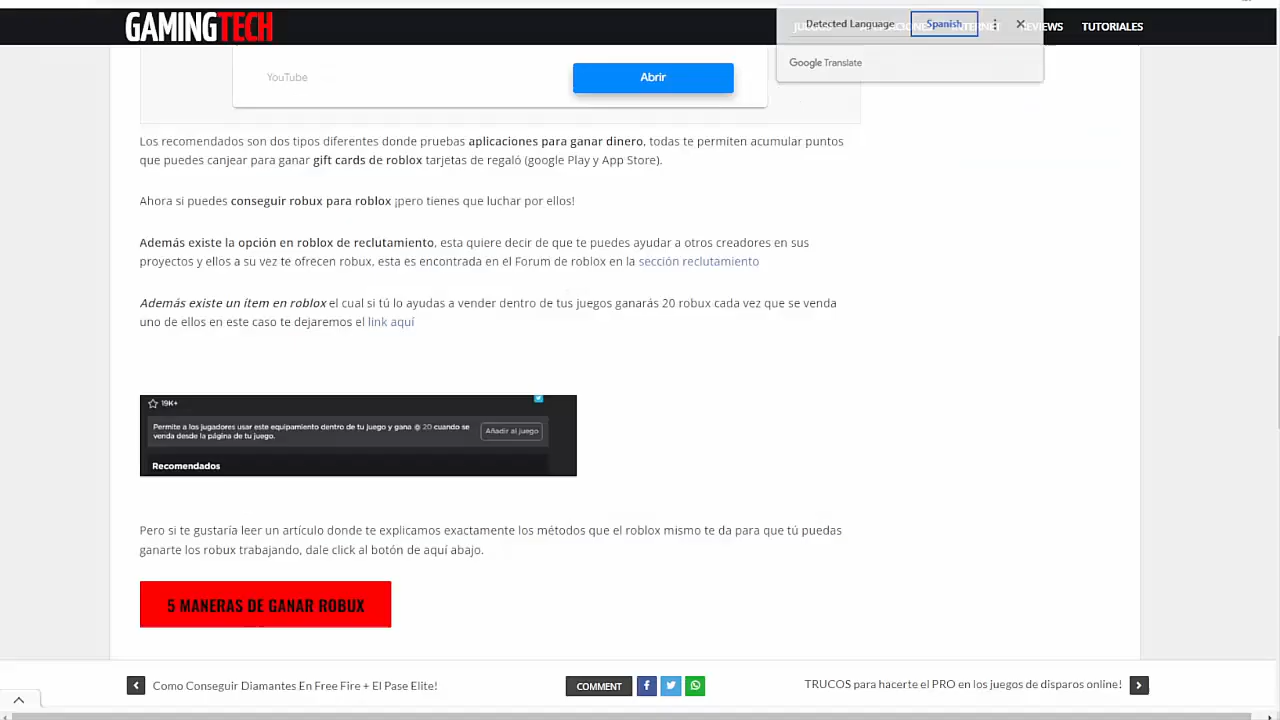 GAMINGTECH
Detected Language Spanish
REVIEWS TUTORIALES
Google Translate
YouTube
Abrir
Los recomendados son dos tipos diferentes donde pruebas aplicaciones para ganar dinero, todas te permiten acumular puntos
que puedes canjear para ganar gift cards de roblox tarjetas de regaló (google Play y App Store).
Ahora si puedes conseguir robux para roblox ¡pero tienes que luchar por ellos!
Además existe la opción en roblox de reclutamiento, esta quiere decir de que te puedes ayudar a otros creadores en sus
proyectos y ellos a su vez te ofrecen robux, esta es encontrada en el Forum de roblox en la sección reclutamiento
Además existe un ítem en roblox el cual si tú lo ayudas a vender dentro de tus juegos ganarás 20 robux cada vez que se venda
uno de ellos en este caso te dejaremos el link aquí
19K+
Permite a los jugadores usar este equipamiento dentro de tu juego y gana 20 cuando se
venda desde la página de tu juego.
Añadir al juego
Recomendados
Pero si te gustaría leer un artículo donde te explicamos exactamente los métodos que el roblox mismo te da para que tú puedas
ganarte los robux trabajando, dale click al botón de aquí abajo.
5 MANERAS DE GANAR ROBUX
Como Conseguir Diamantes En Free Fire + El Pase Elite!
COMMENT
TRUCOS para hacerte el PRO en los juegos de disparos online!